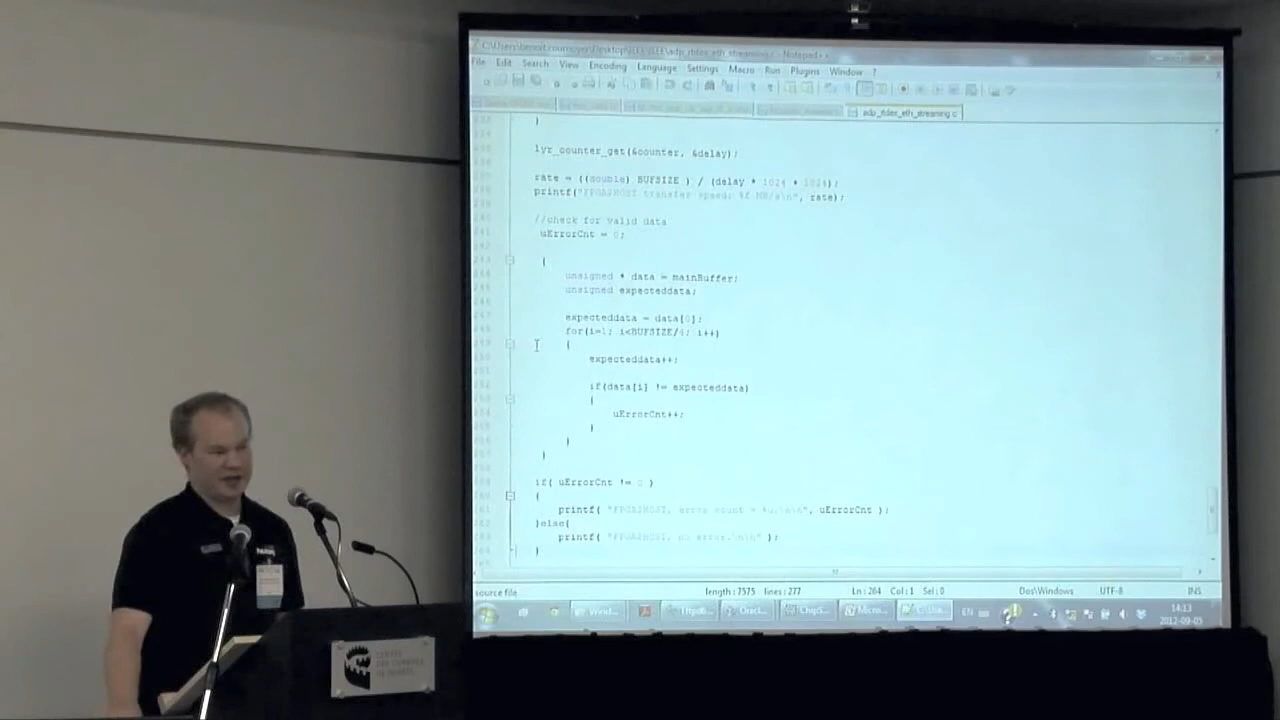 File Edit Search View Encoding Language Settings Macro Run Plugins Window ?
adp_rtdex_eth_streaming.c
}
lyr_counter_get(&counter, &delay);
rate = ((double) BUFSIZE ) / (delay * 1024 * 1024);
printf("FPGA2HOST transfer speed: %f MB/s\n", rate);
//check for valid data
uErrorCnt = 0;
{
unsigned * data = mainBuffer;
unsigned expecteddata;
expecteddata = data[0];
for(i=1; i<BUFSIZE/4; i++)
{
expecteddata++;
if(data[i] != expecteddata)
{
uErrorCnt++;
}
}
}
if( uErrorCnt != 0 )
{
printf( "FPGA2HOST, error count = %u.\n\n", uErrorCnt );
}else{
printf( "FPGA2HOST, no error.\n\n" );
}
source file length : 7575 lines : 277 Ln : 264 Col : 1 Sel : 0 Dos\Windows UTF-8 INS
EN 14:13
2012-09-05